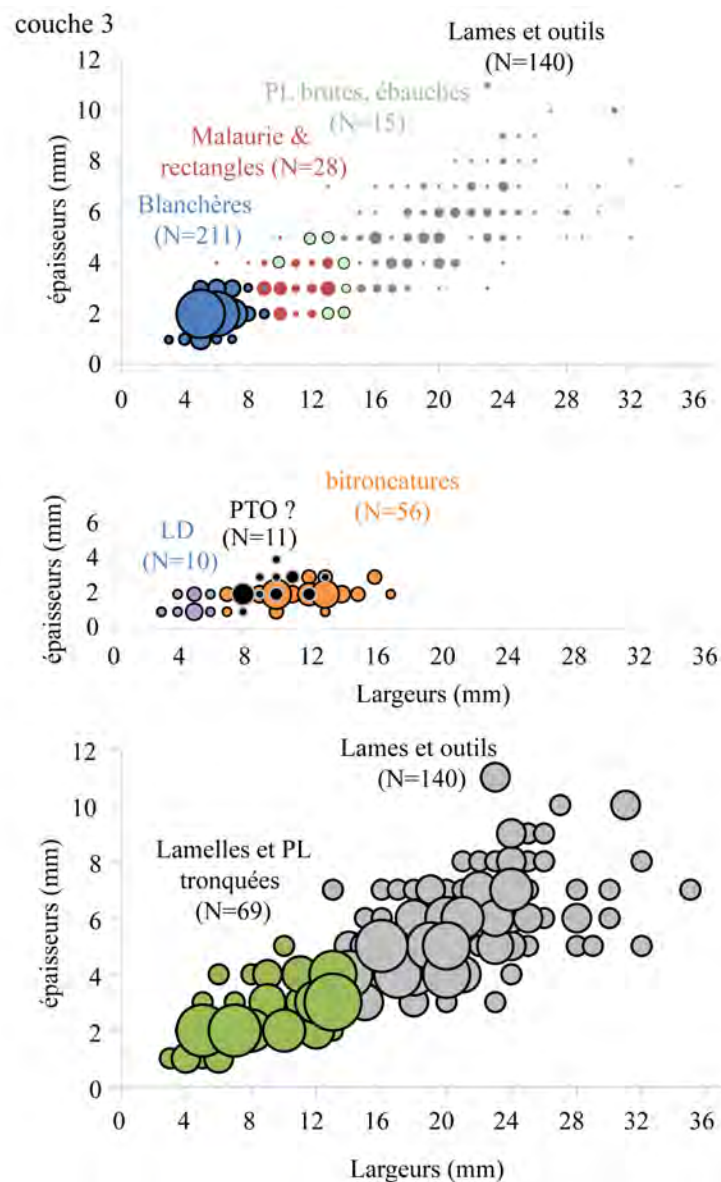 couche 3
Lames et outils
(N=140)
PL brutes, ébauches
(N=15)
Malaurie &
rectangles (N=28)
Blanchères
(N=211)
épaisseurs (mm)
12
10
8
6
4
2
0
0 4 8 12 16 20 24 28 32 36
bitroncatures
(N=56)
PTO ?
(N=11)
LD
(N=10)
épaisseurs (mm)
6
4
2
0
0 4 8 12 16 20 24 28 32 36
Largeurs (mm)
Lames et outils
(N=140)
Lamelles et PL
tronquées
(N=69)
épaisseurs (mm)
12
10
8
6
4
2
0
0 4 8 12 16 20 24 28 32 36
Largeurs (mm)